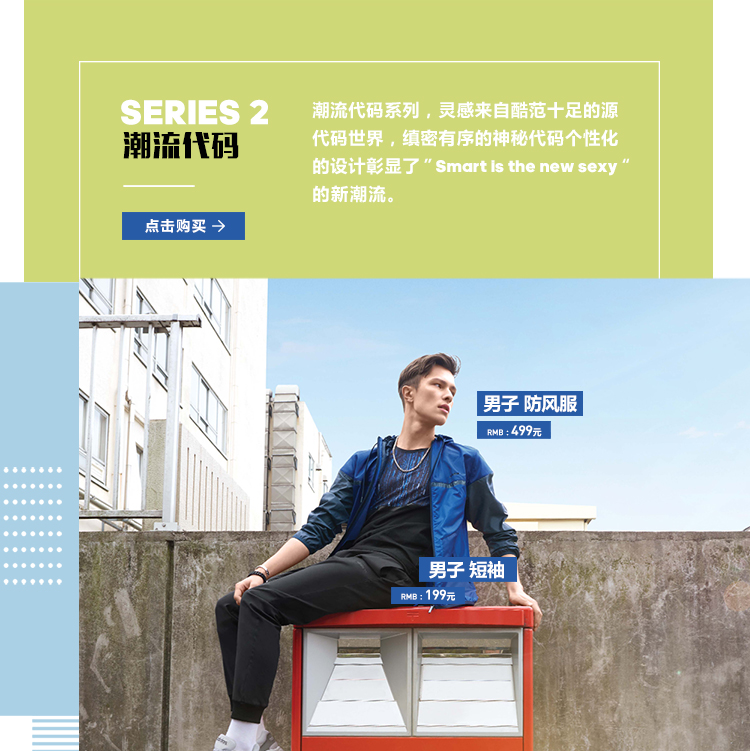 SERIES 2
潮流代码
点击购买 →
潮流代码系列，灵感来自酷范十足的源
代码世界，缜密有序的神秘代码个性化
的设计彰显了 ” Smart is the new sexy “
的新潮流。
男子 防风服
RMB : 499元
男子 短袖
RMB : 199元